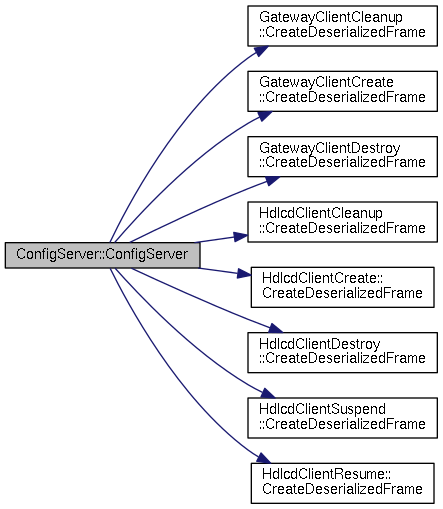 GatewayClientCleanup
::CreateDeserializedFrame
GatewayClientCreate
::CreateDeserializedFrame
GatewayClientDestroy
::CreateDeserializedFrame
HdlcdClientCleanup
::CreateDeserializedFrame
ConfigServer::ConfigServer
HdlcdClientCreate::
CreateDeserializedFrame
HdlcdClientDestroy
::CreateDeserializedFrame
HdlcdClientSuspend
::CreateDeserializedFrame
HdlcdClientResume::
CreateDeserializedFrame